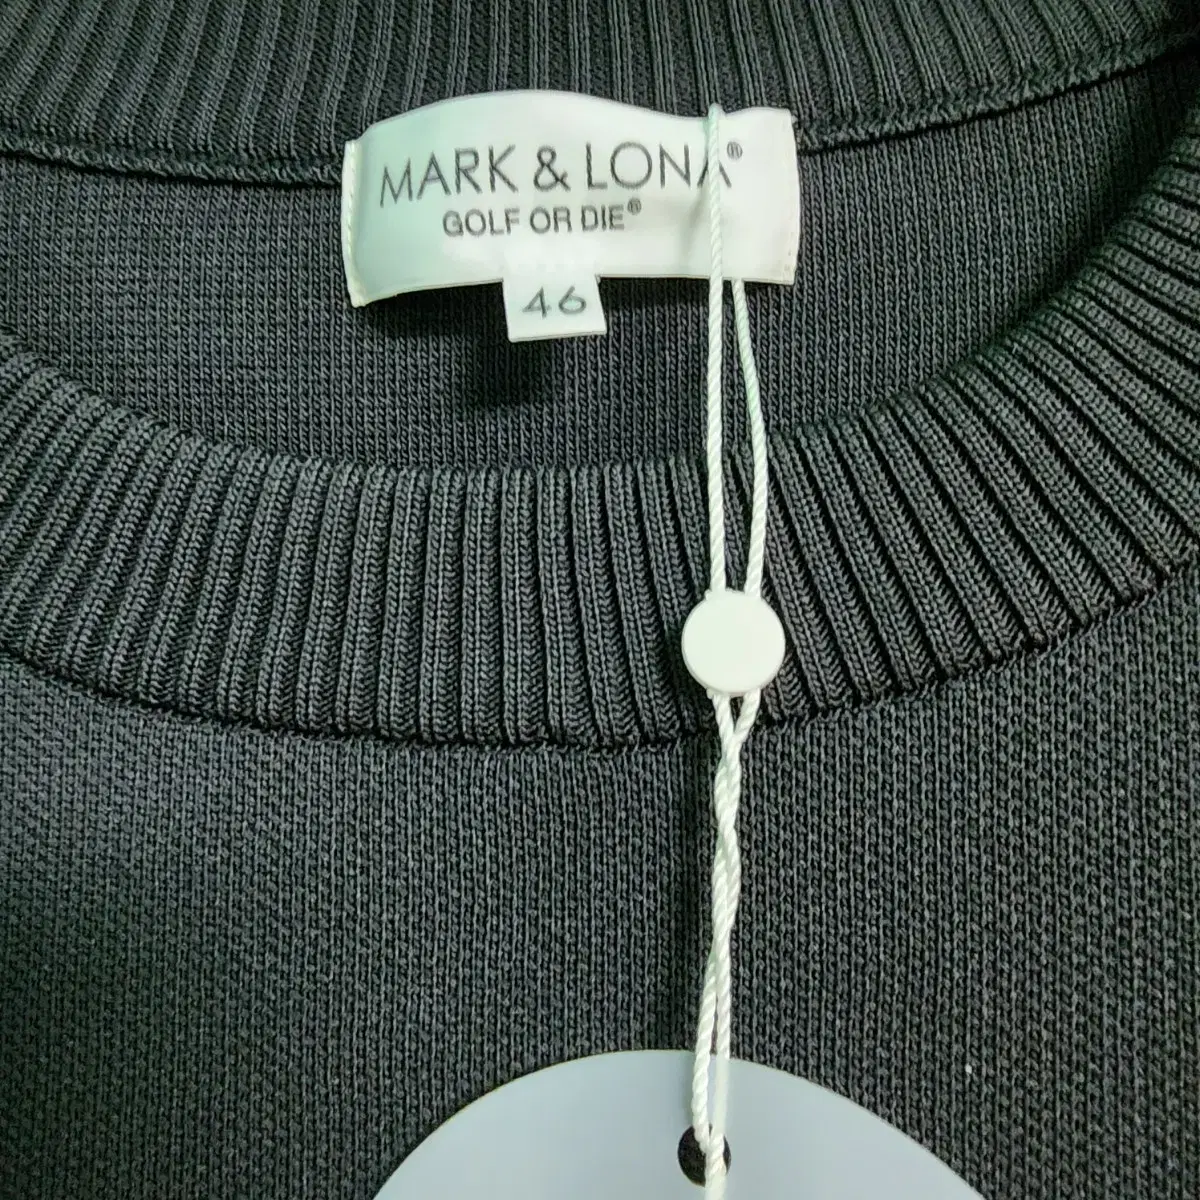 MARK & LONA®
GOLF OR DIE®
46